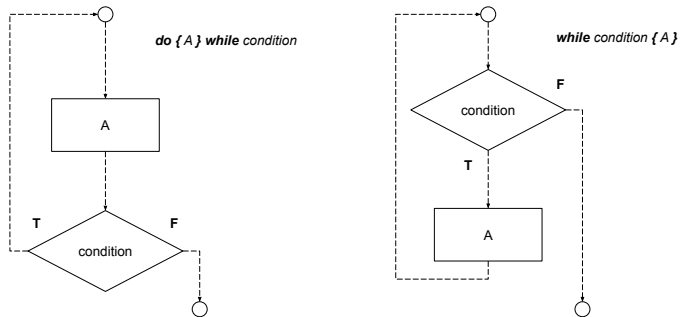 do { A } while condition
A
T
F
condition
while condition { A }
F
condition
T
A